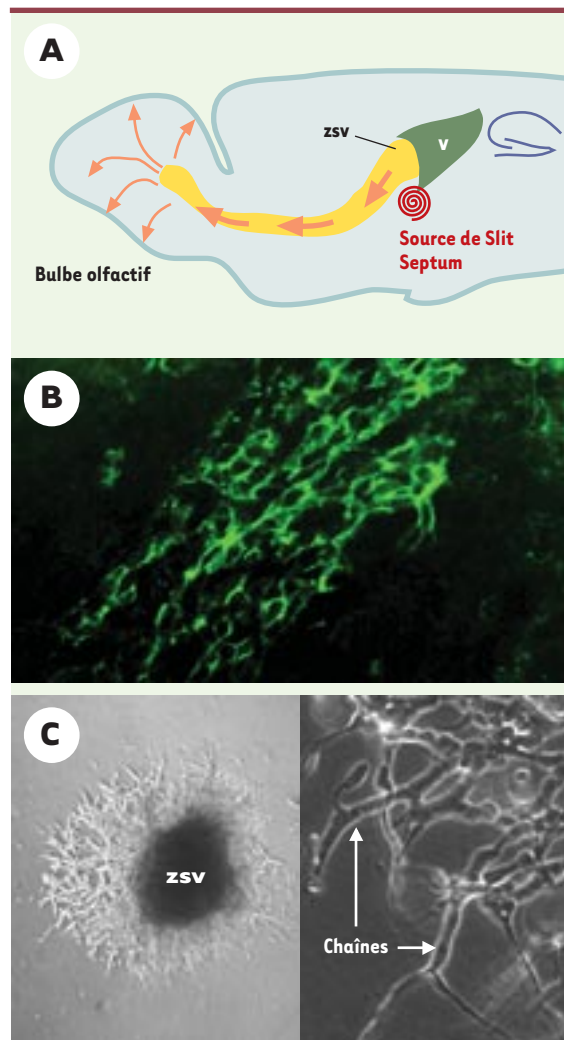 A
zsv
v
Source de Slit
Septum
Bulbe olfactif
B
C
zsv
Chaînes